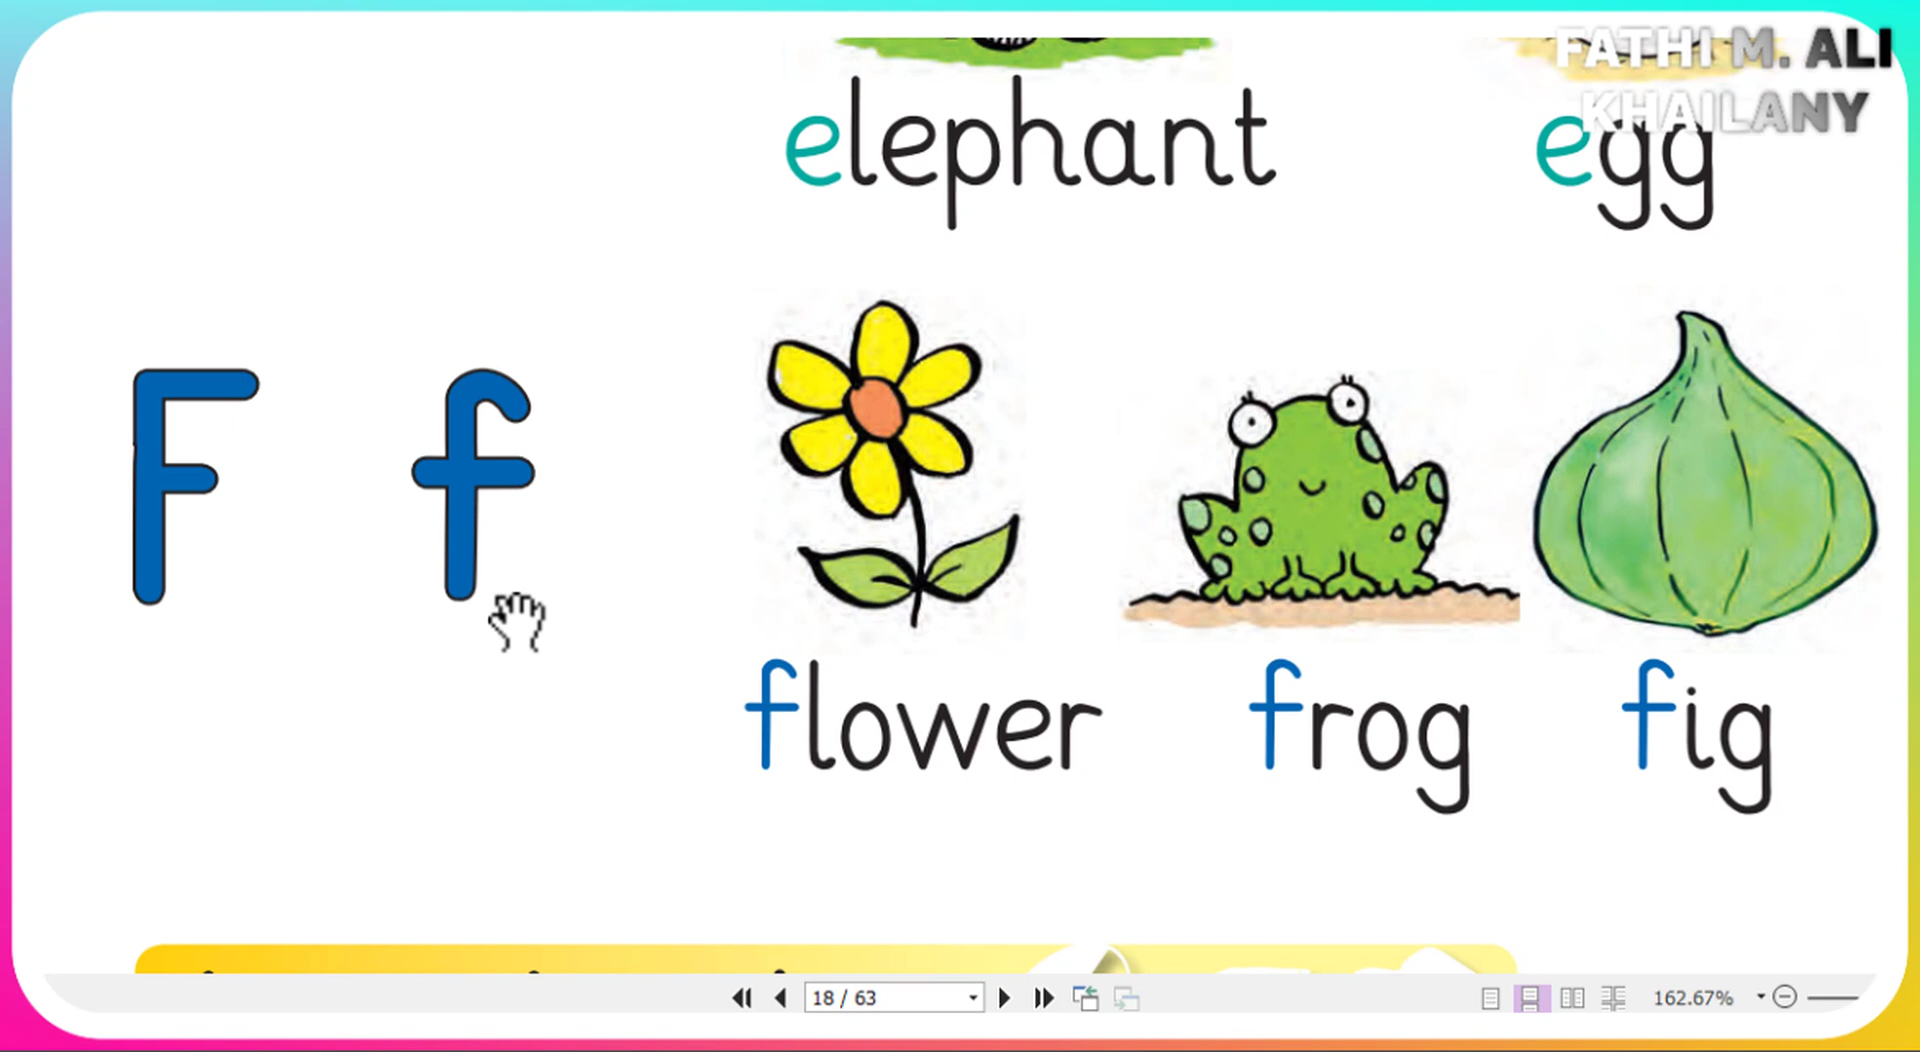 FATHI M. ALI
KHAILANY
elephant egg
F f
flower frog fig
18 / 63
162.67%